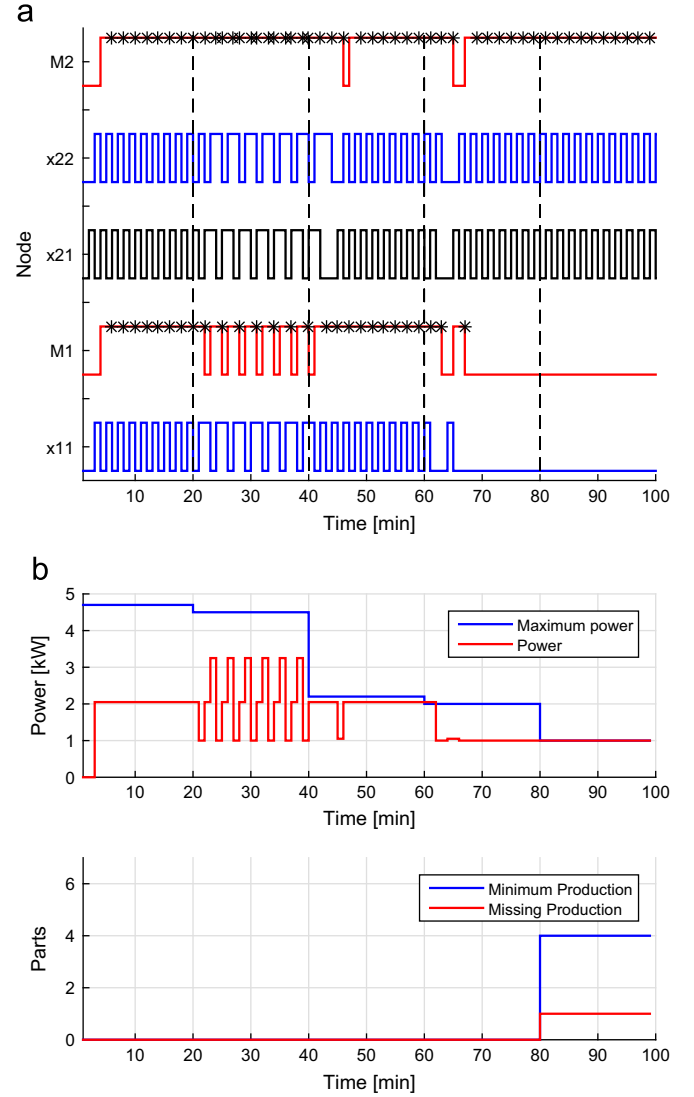 a
M2
x22
x21
M1
x11
Node
10 20 30 40 50 60 70 80 90 100
Time [min]
b
5
4
3
2
1
0
Power [kW]
Maximum power
Power
10 20 30 40 50 60 70 80 90 100
Time [min]
6
4
2
0
Parts
Minimum Production
Missing Production
10 20 30 40 50 60 70 80 90 100
Time [min]